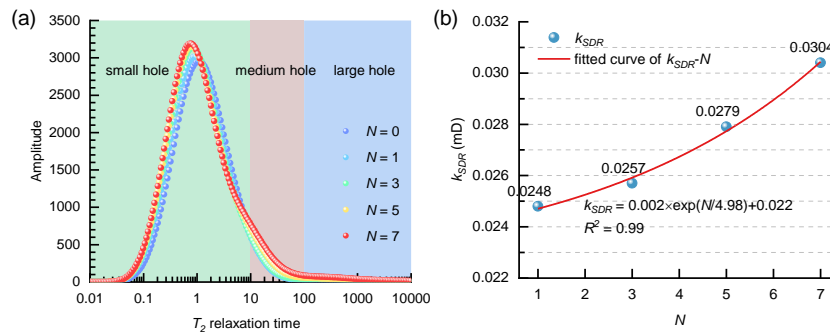 (a)
3500
3000
2500
2000
1500
1000
500
0
Amplitude
small hole
medium hole
large hole
N = 0
N = 1
N = 3
N = 5
N = 7
0.01 0.1 1 10 100 1000 10000
T2 relaxation time
(b)
0.032
0.030
0.028
0.026
0.024
0.022
kSDR (mD)
kSDR
fitted curve of kSDR-N
0.0304
0.0279
0.0257
0.0248
kSDR = 0.002×exp(N/4.98)+0.022
R2 = 0.99
1 2 3 4 5 6 7
N